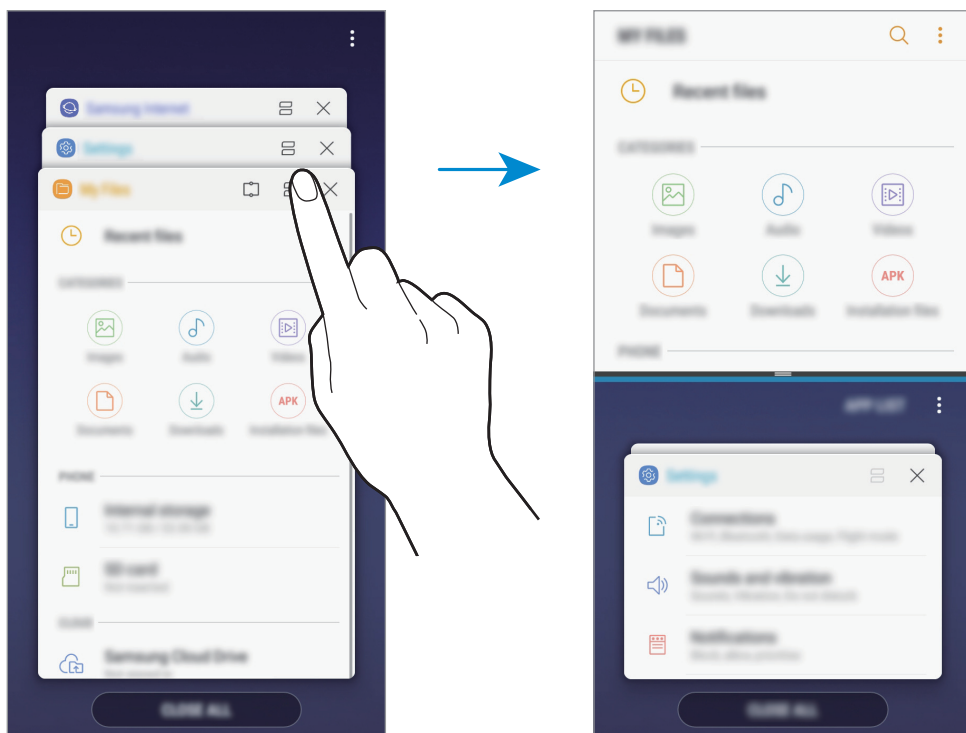 Samsung Internet
Settings
My Files
Recent files
CATEGORIES
Images
Audio
Videos
Documents
Downloads
APK
Installation files
PHONE
Internal storage
SD card
Not inserted
CLOUD
Samsung Cloud Drive
CLOSE ALL
MY FILES
Recent files
CATEGORIES
Images
Audio
Videos
Documents
Downloads
APK
Installation files
PHONE
APP LIST
Settings
Connections
Sounds and vibration
Notifications
CLOSE ALL